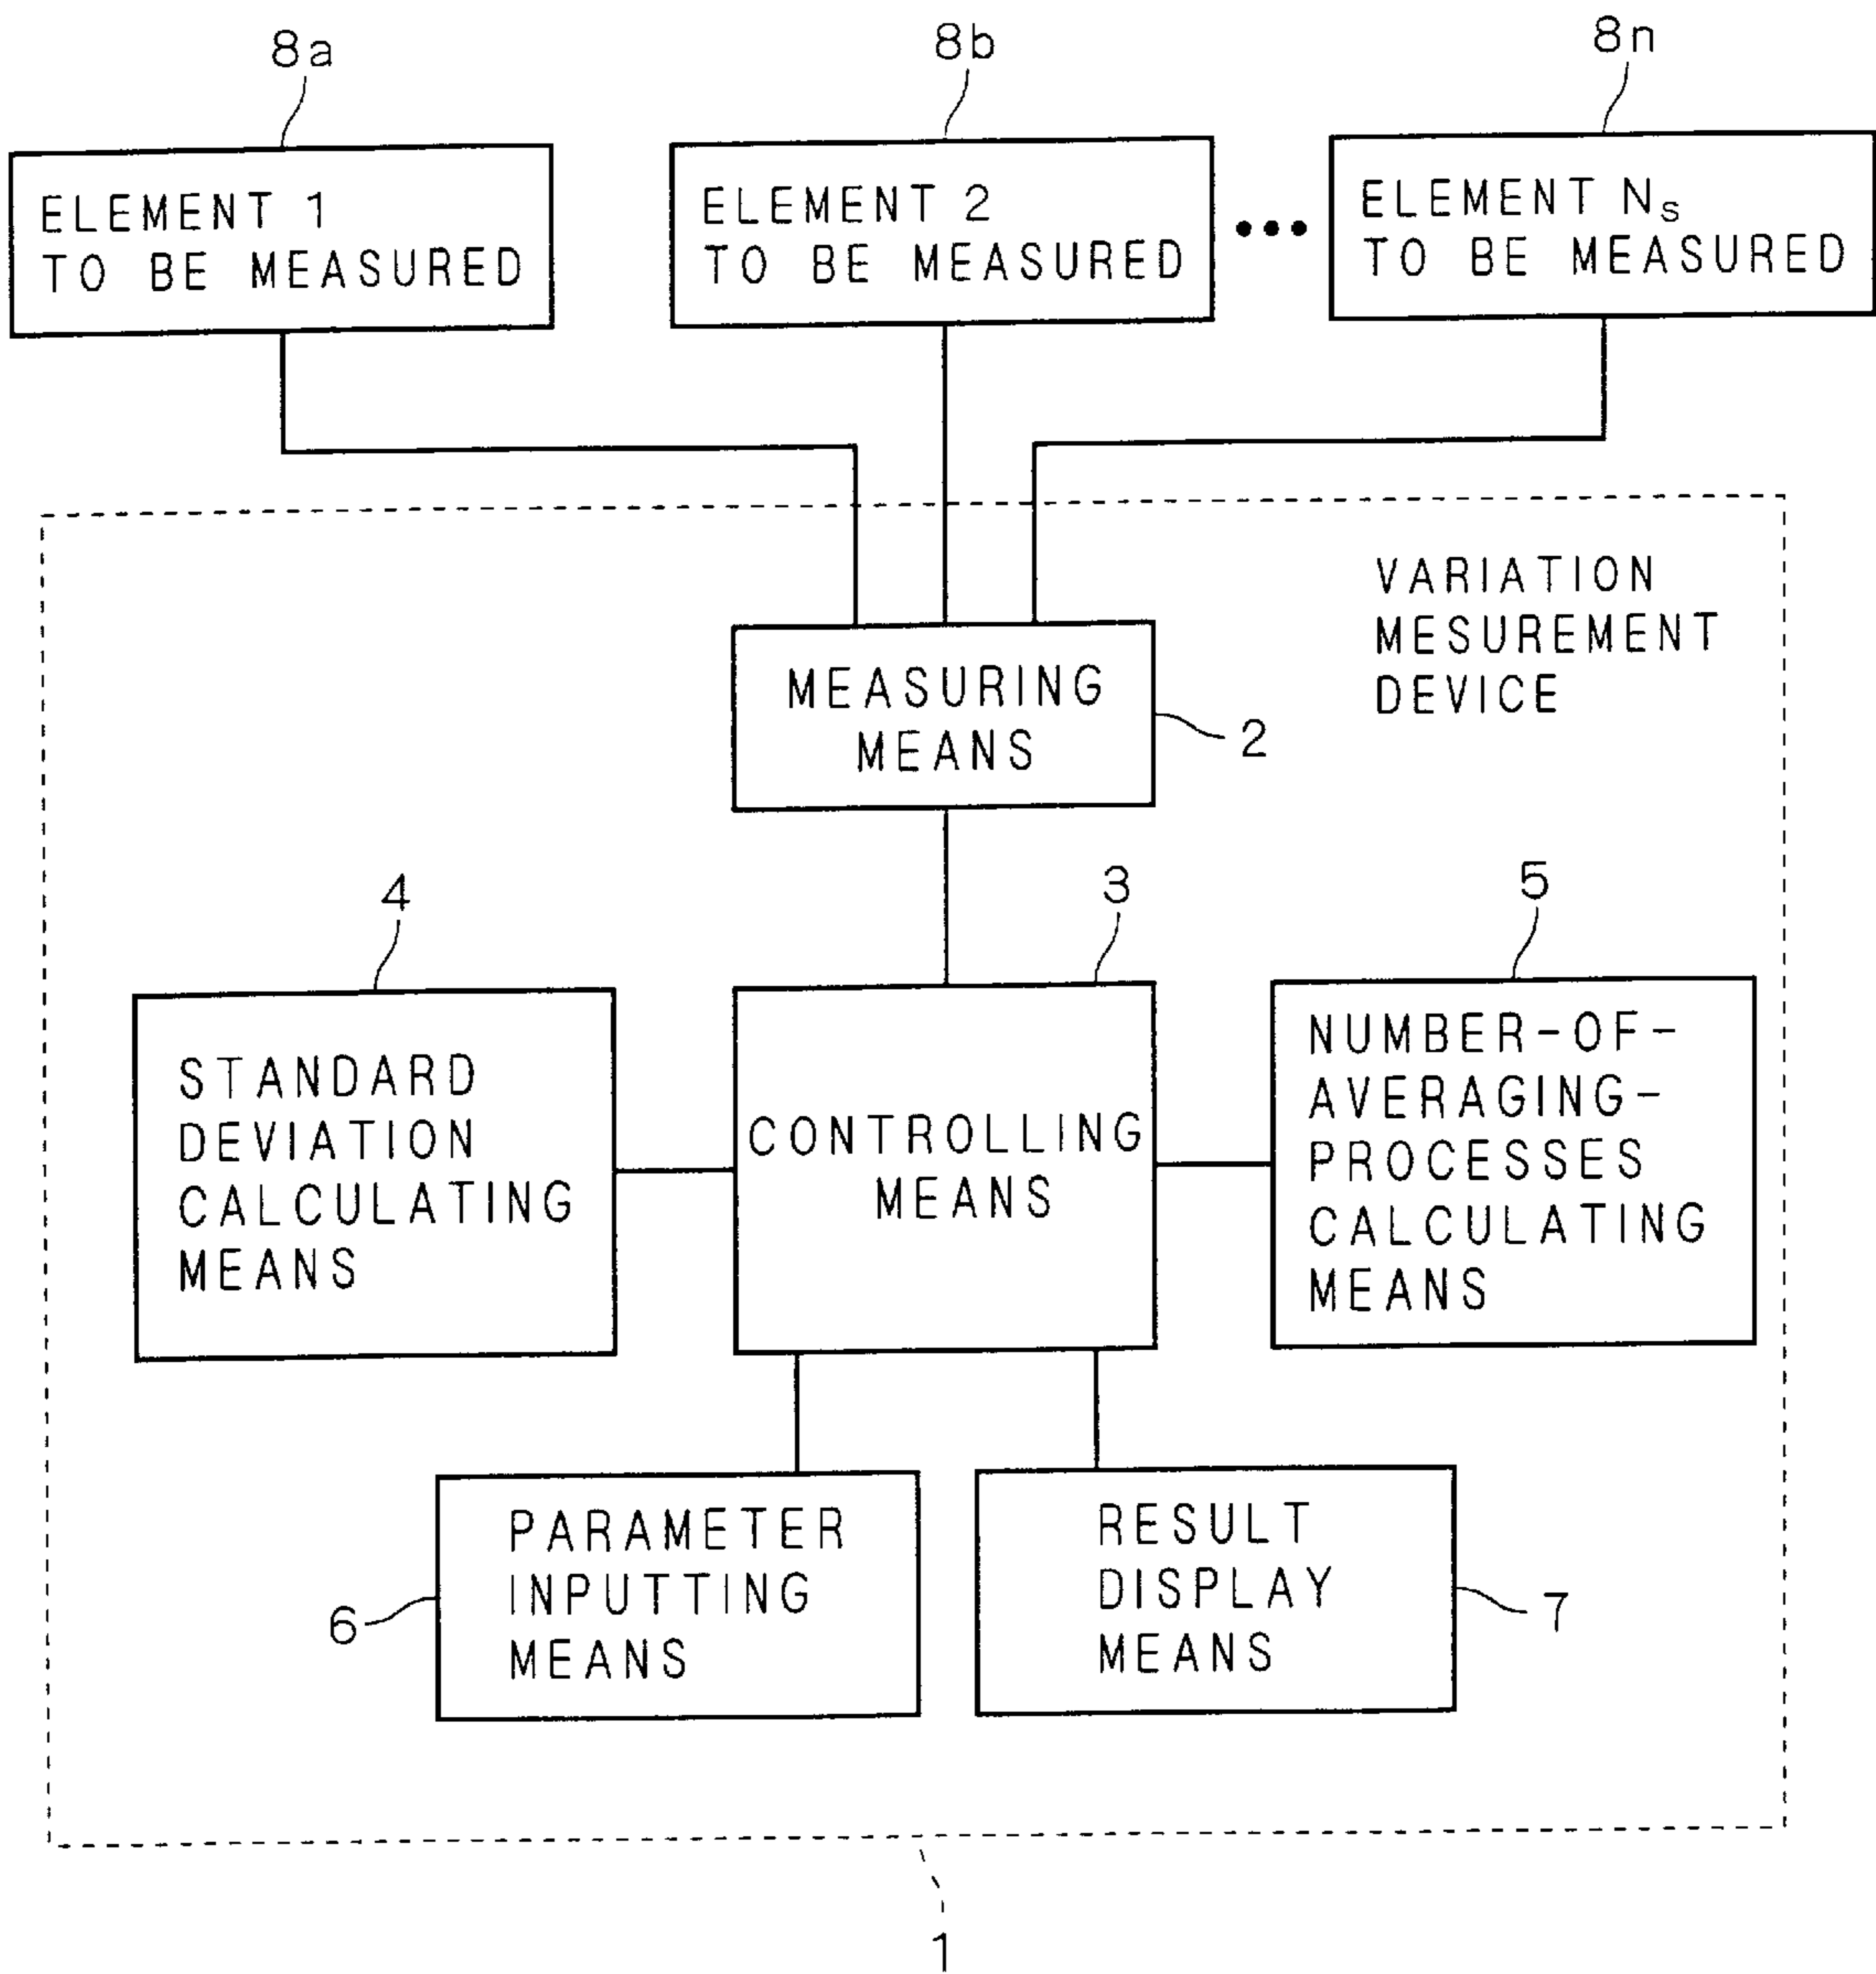 8a
8b
8n
ELEMENT 1
TO BE MEASURED
ELEMENT 2
TO BE MEASURED
•••
ELEMENT Ns
TO BE MEASURED
VARIATION
MESUREMENT
DEVICE
MEASURING
MEANS
2
4
3
5
STANDARD
DEVIATION
CALCULATING
MEANS
CONTROLLING
MEANS
NUMBER-OF-
AVERAGING-
PROCESSES
CALCULATING
MEANS
6
PARAMETER
INPUTTING
MEANS
RESULT
DISPLAY
MEANS
7
1